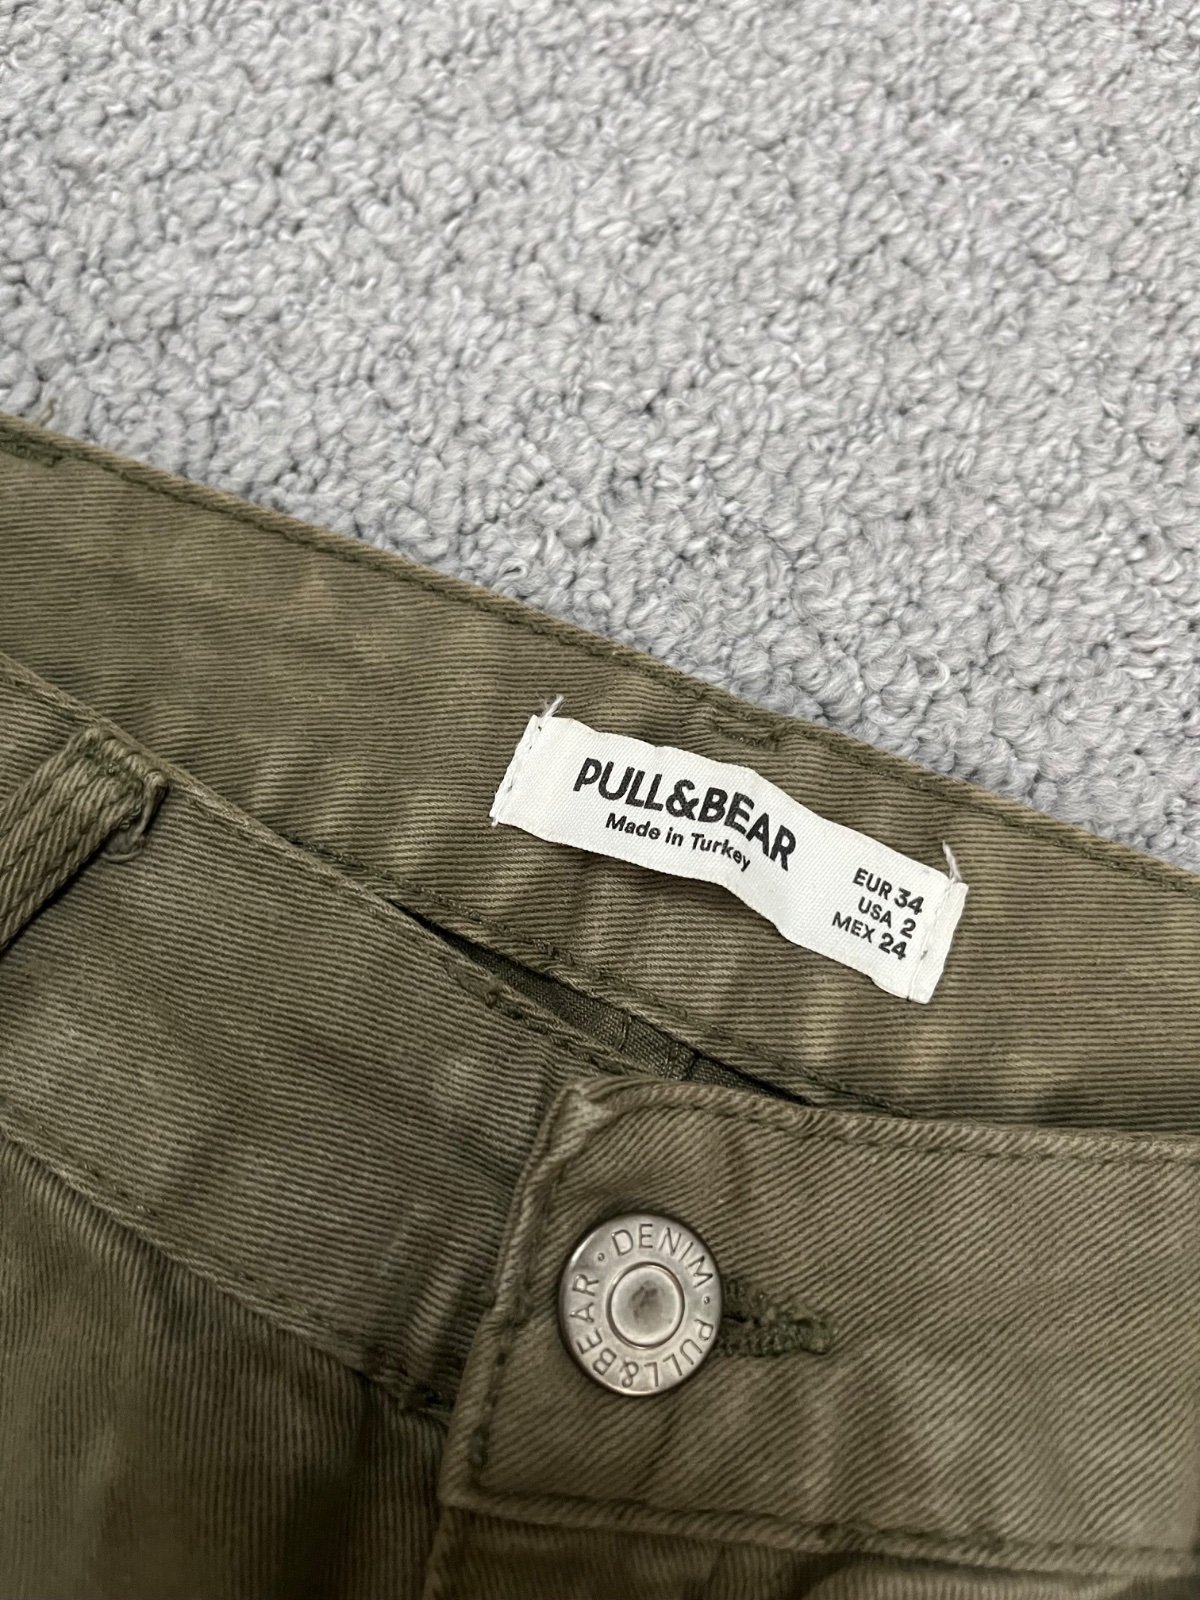 PULL&BEAR
Made in Turkey
EUR 34
USA 2
MEX 24
DENIM · PULL&BEAR ·